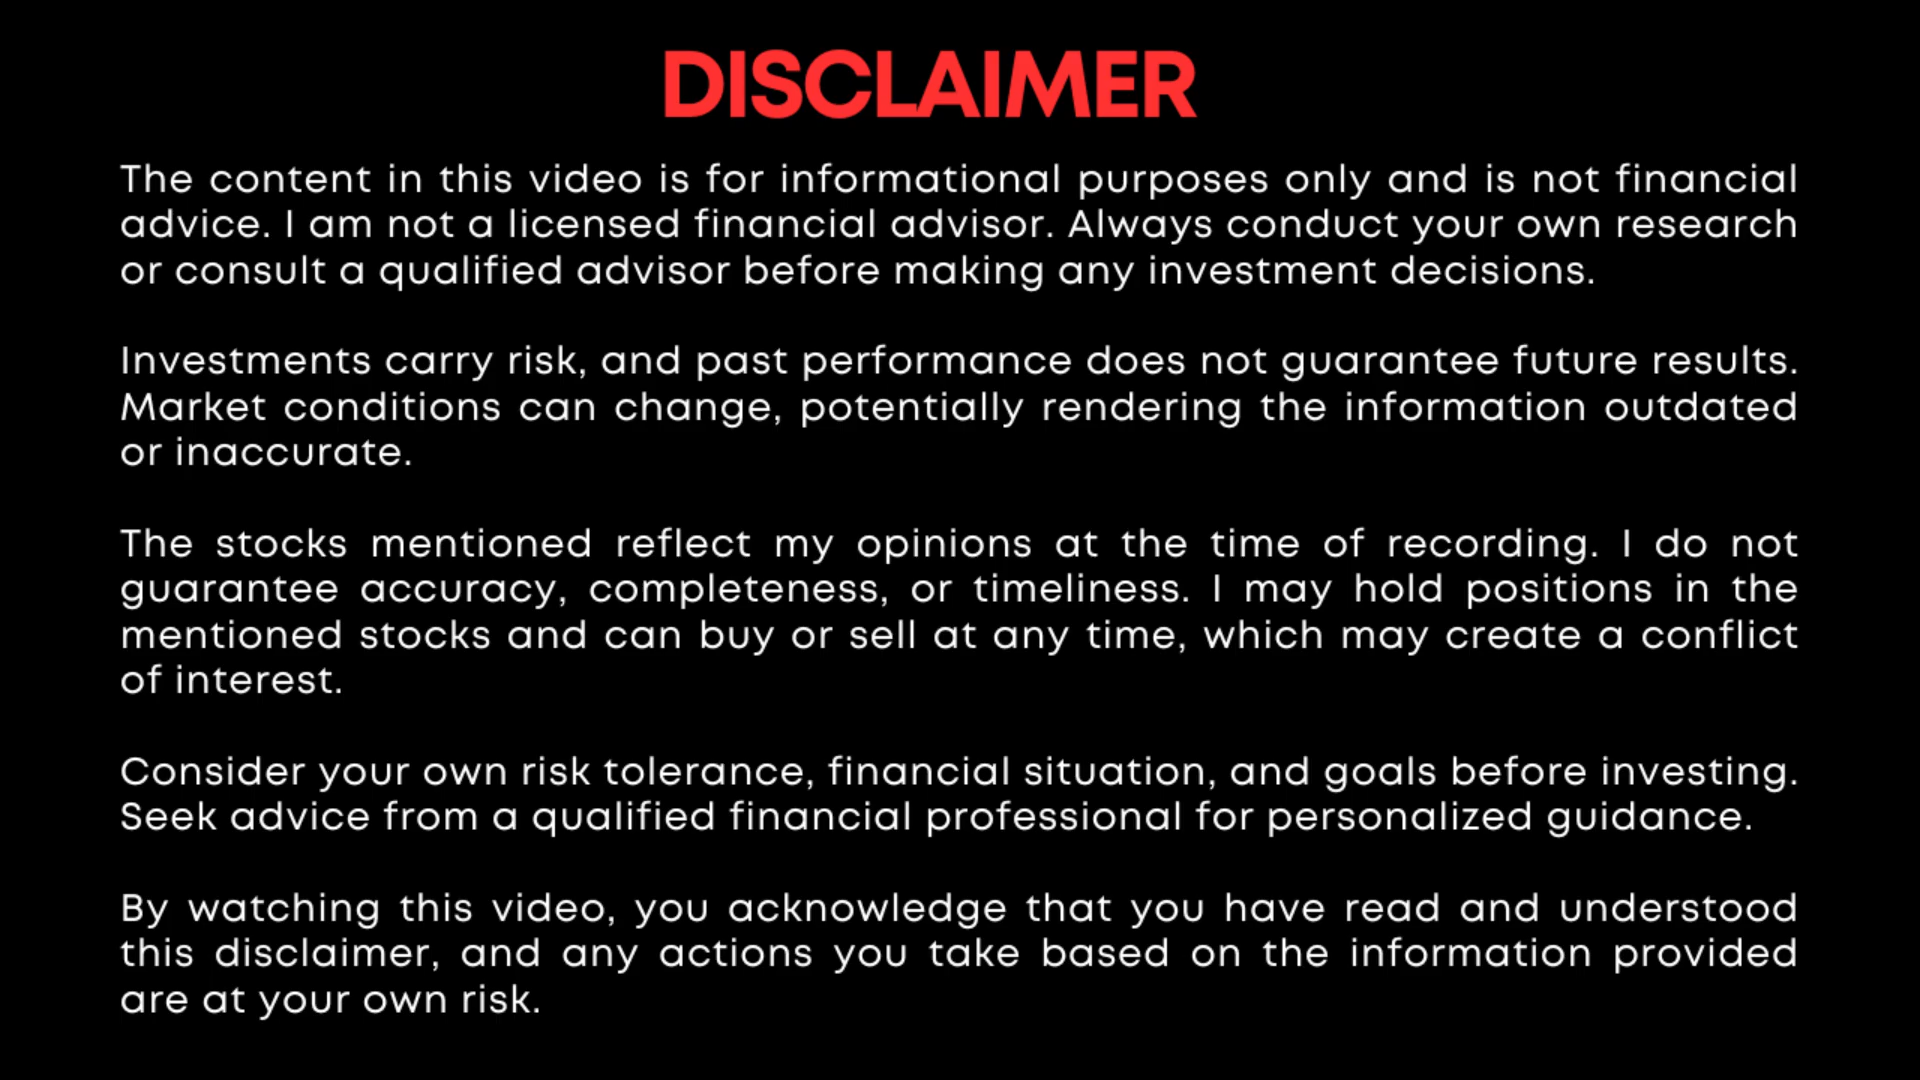 DISCLAIMER
The content in this video is for informational purposes only and is not financial
advice. I am not a licensed financial advisor. Always conduct your own research
or consult a qualified advisor before making any investment decisions.
Investments carry risk, and past performance does not guarantee future results.
Market conditions can change, potentially rendering the information outdated
or inaccurate.
The stocks mentioned reflect my opinions at the time of recording. I do not
guarantee accuracy, completeness, or timeliness. I may hold positions in the
mentioned stocks and can buy or sell at any time, which may create a conflict
of interest.
Consider your own risk tolerance, financial situation, and goals before investing.
Seek advice from a qualified financial professional for personalized guidance.
By watching this video, you acknowledge that you have read and understood
this disclaimer, and any actions you take based on the information provided
are at your own risk.